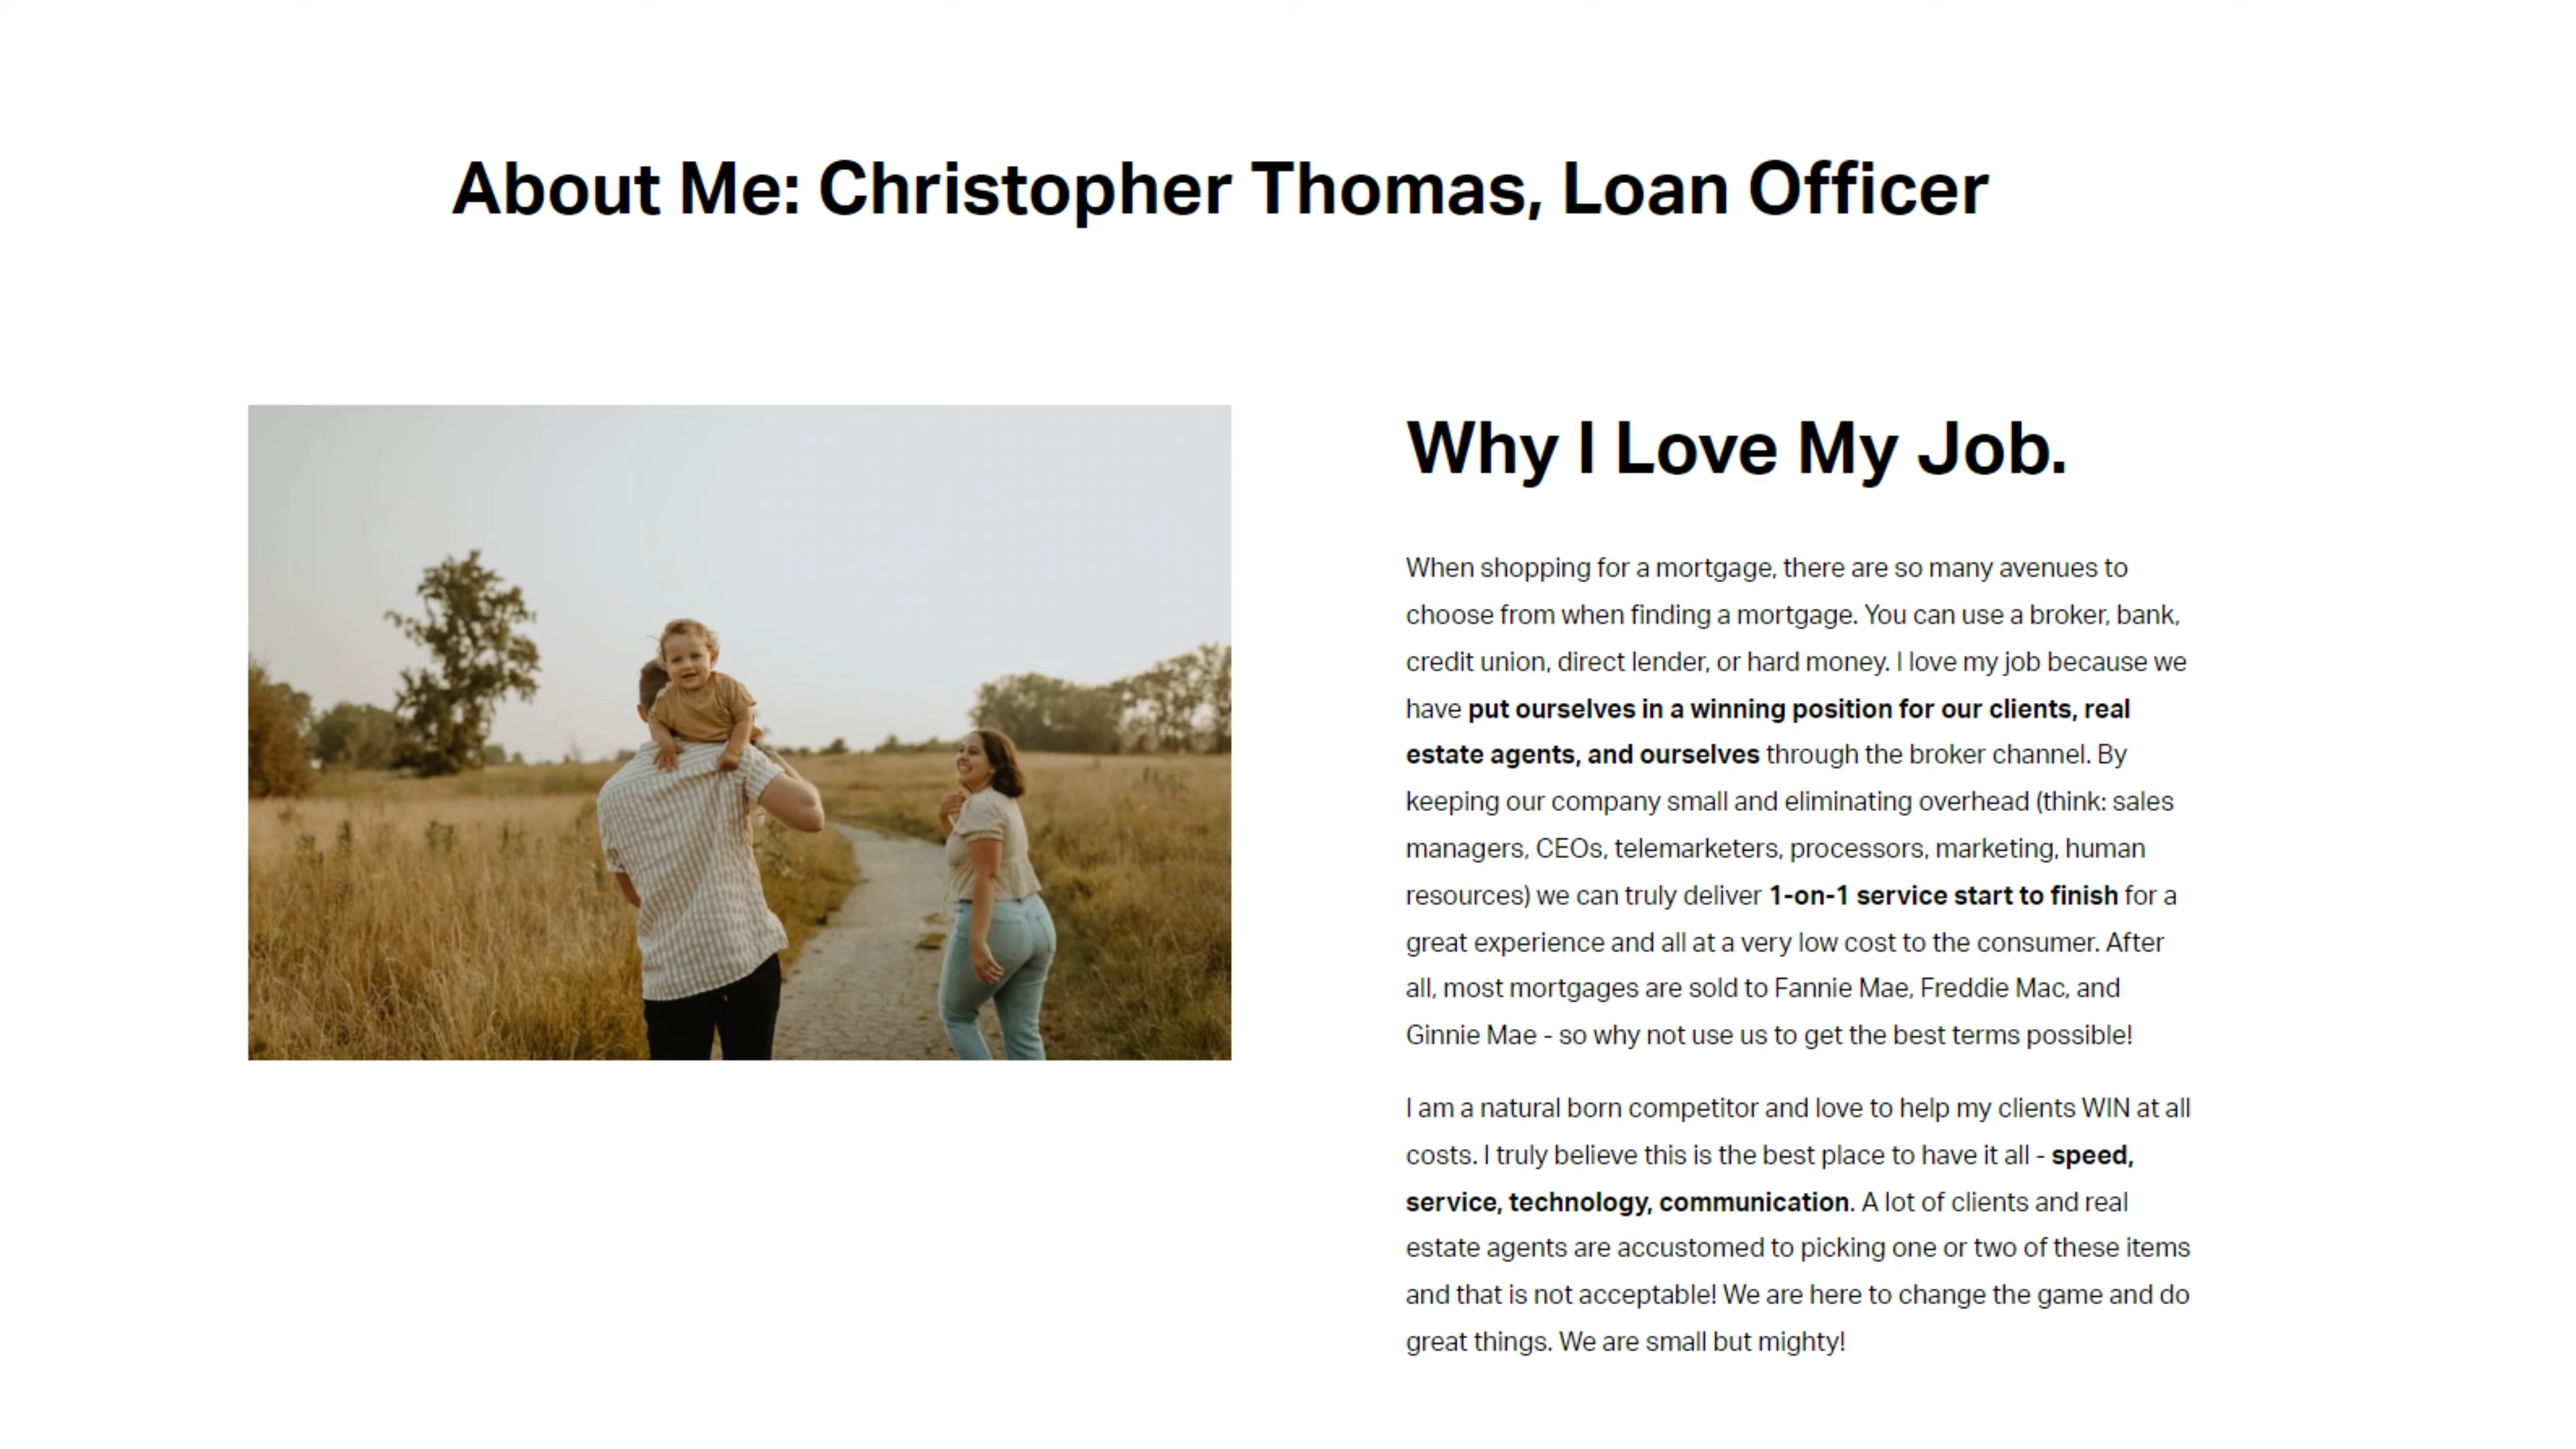 About Me: Christopher Thomas, Loan Officer
Why I Love My Job.
When shopping for a mortgage, there are so many avenues to
choose from when finding a mortgage. You can use a broker, bank,
credit union, direct lender, or hard money. I love my job because we
have put ourselves in a winning position for our clients, real
estate agents, and ourselves through the broker channel. By
keeping our company small and eliminating overhead (think: sales
managers, CEOs, telemarketers, processors, marketing, human
resources) we can truly deliver 1-on-1 service start to finish for a
great experience and all at a very low cost to the consumer. After
all, most mortgages are sold to Fannie Mae, Freddie Mac, and
Ginnie Mae - so why not use us to get the best terms possible!
I am a natural born competitor and love to help my clients WIN at all
costs. I truly believe this is the best place to have it all - speed,
service, technology, communication. A lot of clients and real
estate agents are accustomed to picking one or two of these items
and that is not acceptable! We are here to change the game and do
great things. We are small but mighty!